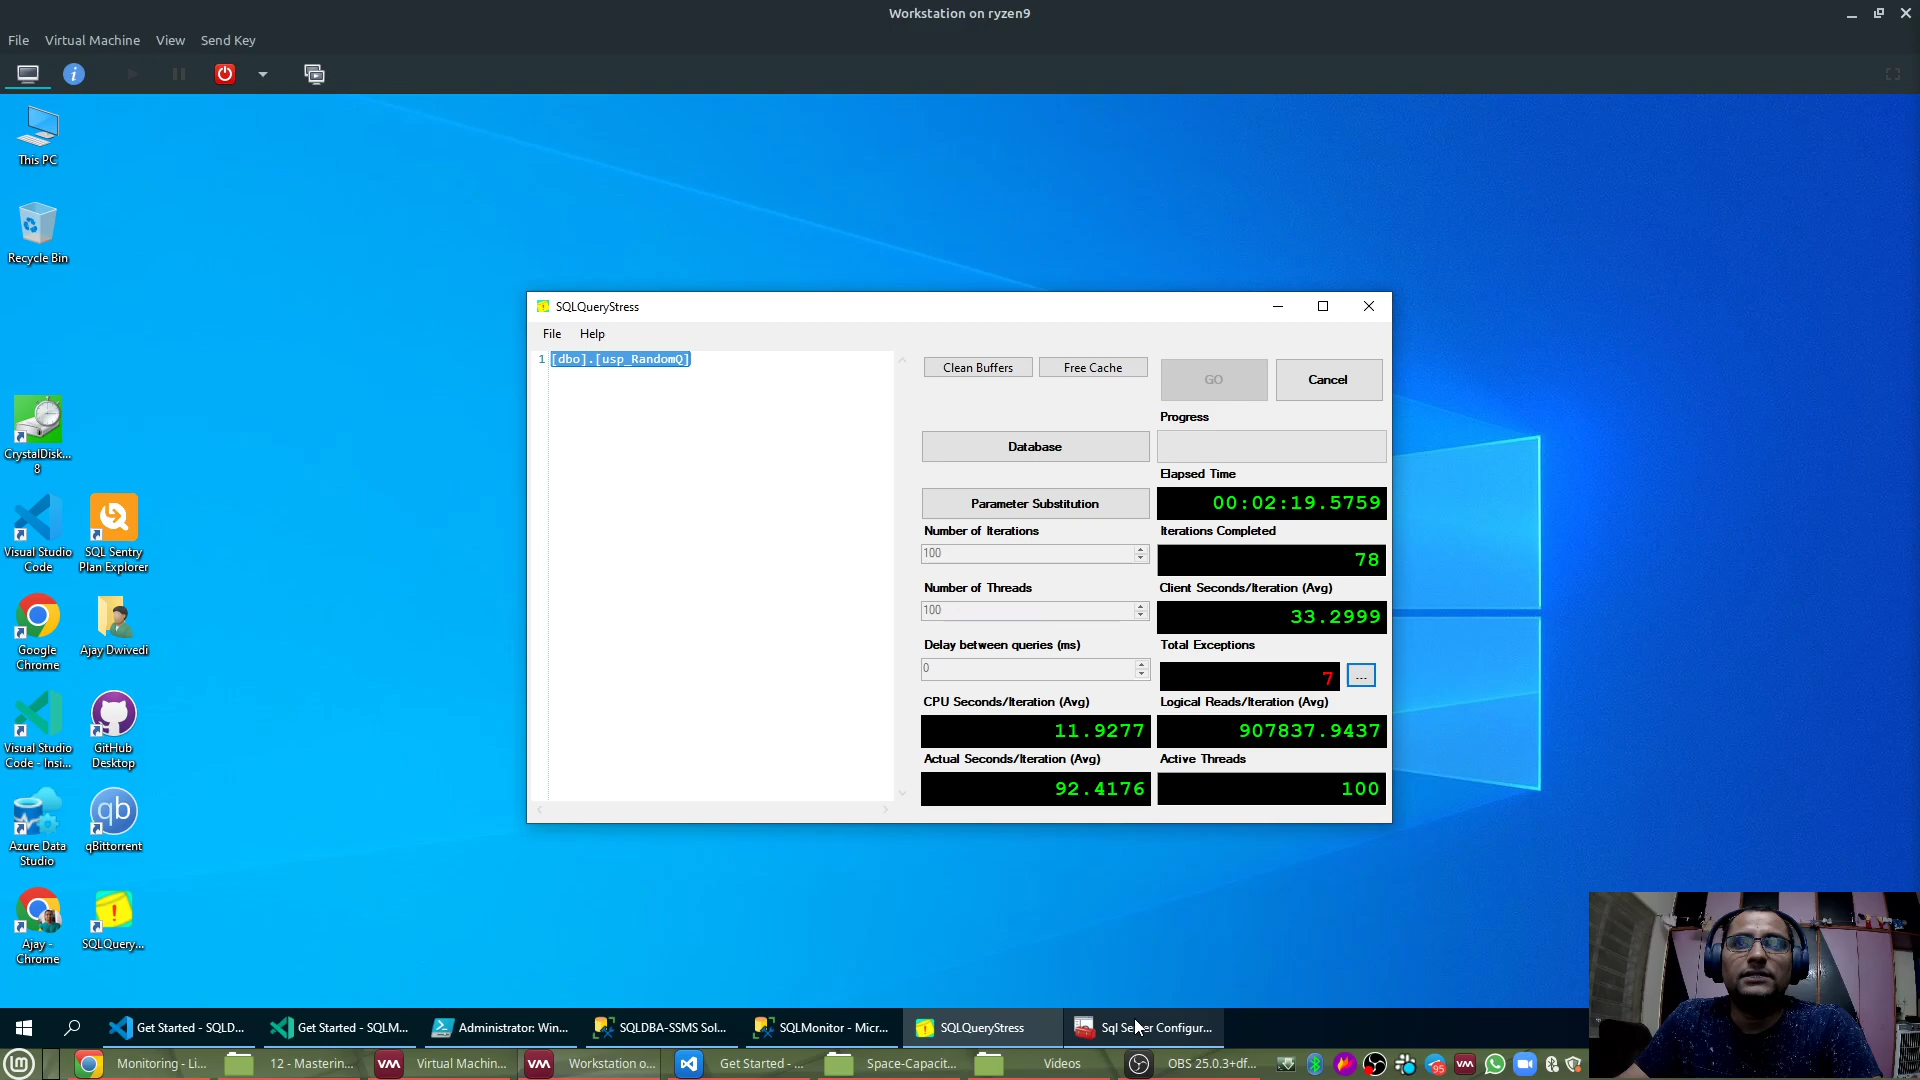 Workstation on ryzen9
File Virtual Machine View Send Key
This PC
Recycle Bin
CrystalDisk...
8
Visual Studio
Code
SQL Sentry
Plan Explorer
Google
Chrome
Ajay Dwivedi
Visual Studio
Code - Insi...
GitHub
Desktop
Azure Data
Studio
qBittorrent
Ajay -
Chrome
SQLQuery...
SQLQueryStress
File Help
1 [dbo].[usp_RandomQ]
Clean Buffers Free Cache
GO Cancel
Progress
Database
Elapsed Time
00:02:19.5759
Parameter Substitution
Number of Iterations
100
Iterations Completed
78
Number of Threads
100
Client Seconds/Iteration (Avg)
33.2999
Delay between queries (ms)
0
Total Exceptions
7 ...
CPU Seconds/Iteration (Avg)
11.9277
Logical Reads/Iteration (Avg)
907837.9437
Actual Seconds/Iteration (Avg)
92.4176
Active Threads
100
Get Started - SQLD... Get Started - SQLM... Administrator: Win... SQLDBA-SSMS Sol... SQLMonitor - Micr... SQLQueryStress Sql Server Configur...
Monitoring - Li... 12 - Masterin... Virtual Machin... Workstation o... Get Started - ... Space-Capacit... Videos OBS 25.0.3+df... 95